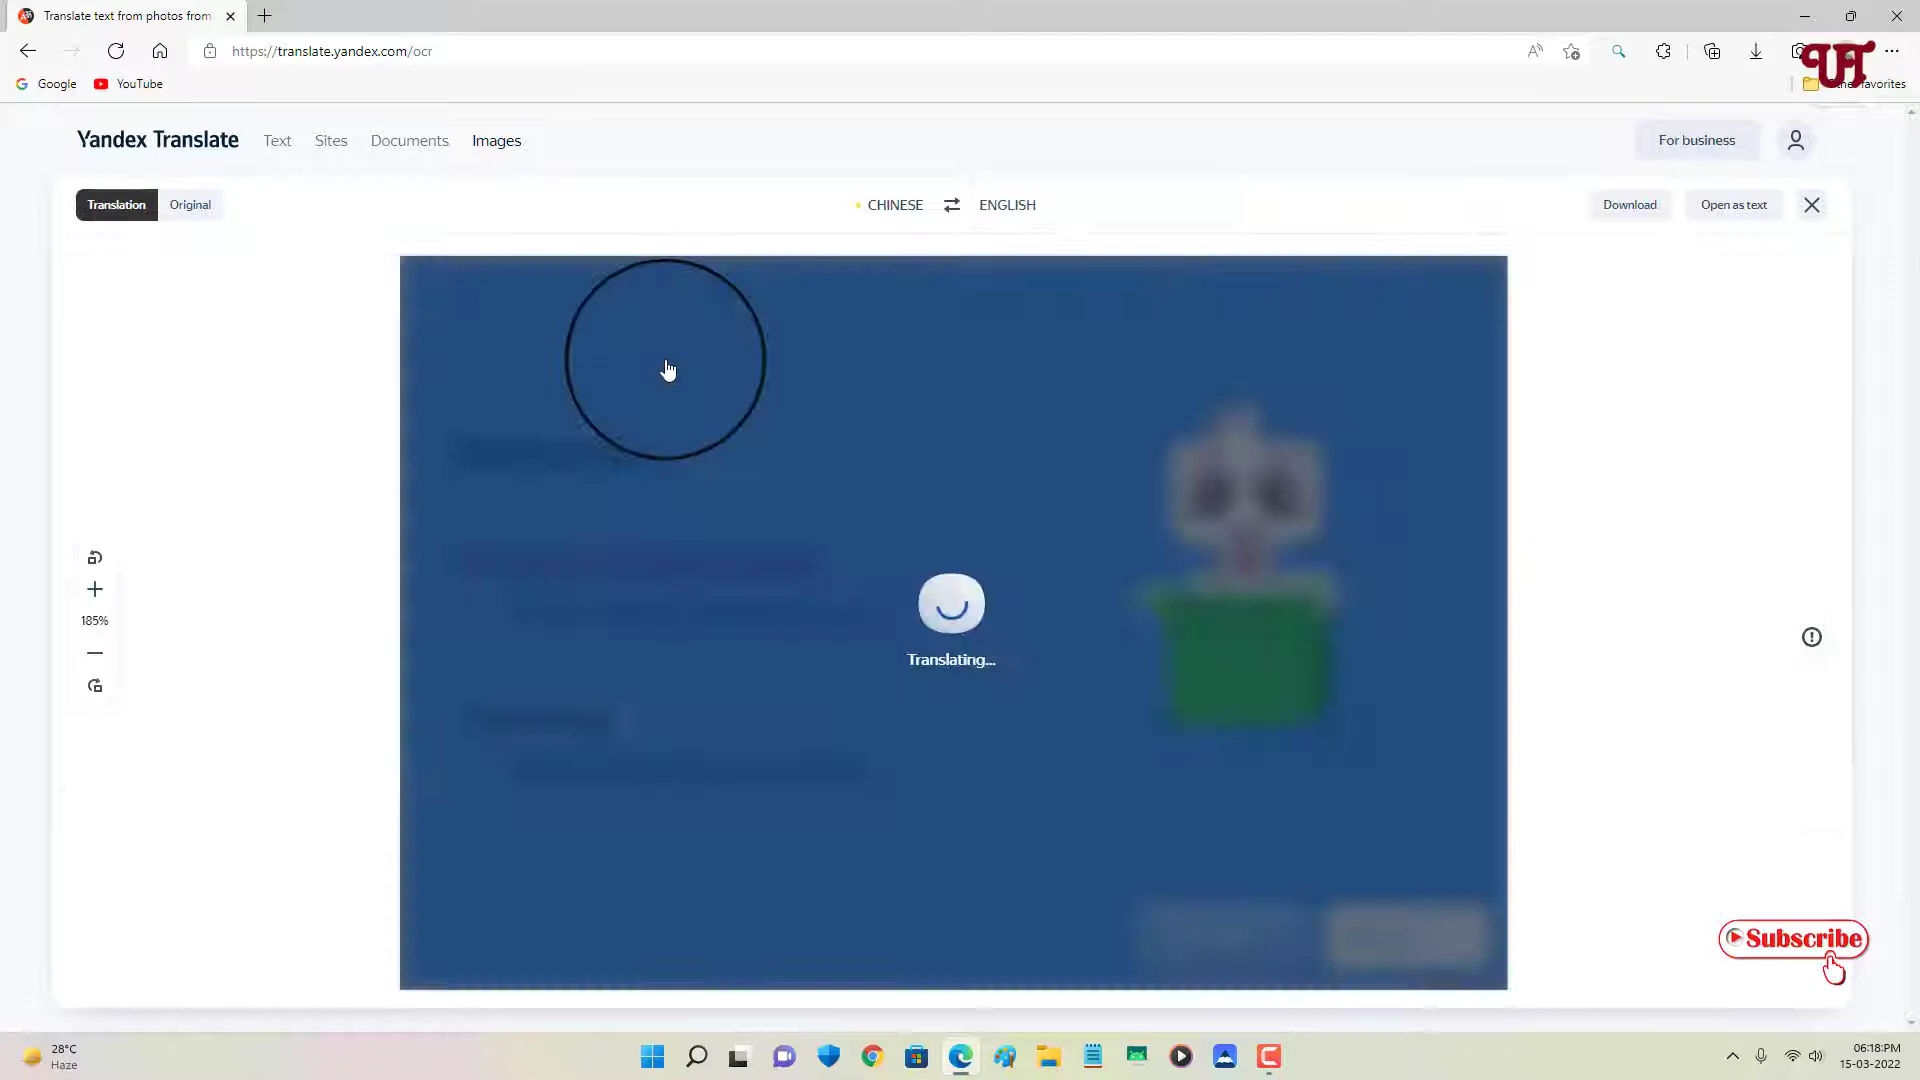 Translate text from photos from
https://translate.yandex.com/ocr
Google YouTube
Other favorites
Yandex Translate Text Sites Documents Images
For business
Translation Original
CHINESE ENGLISH
Download Open as text
185%
Translating...
Subscribe
28°C
Haze
06:18:PM
15-03-2022